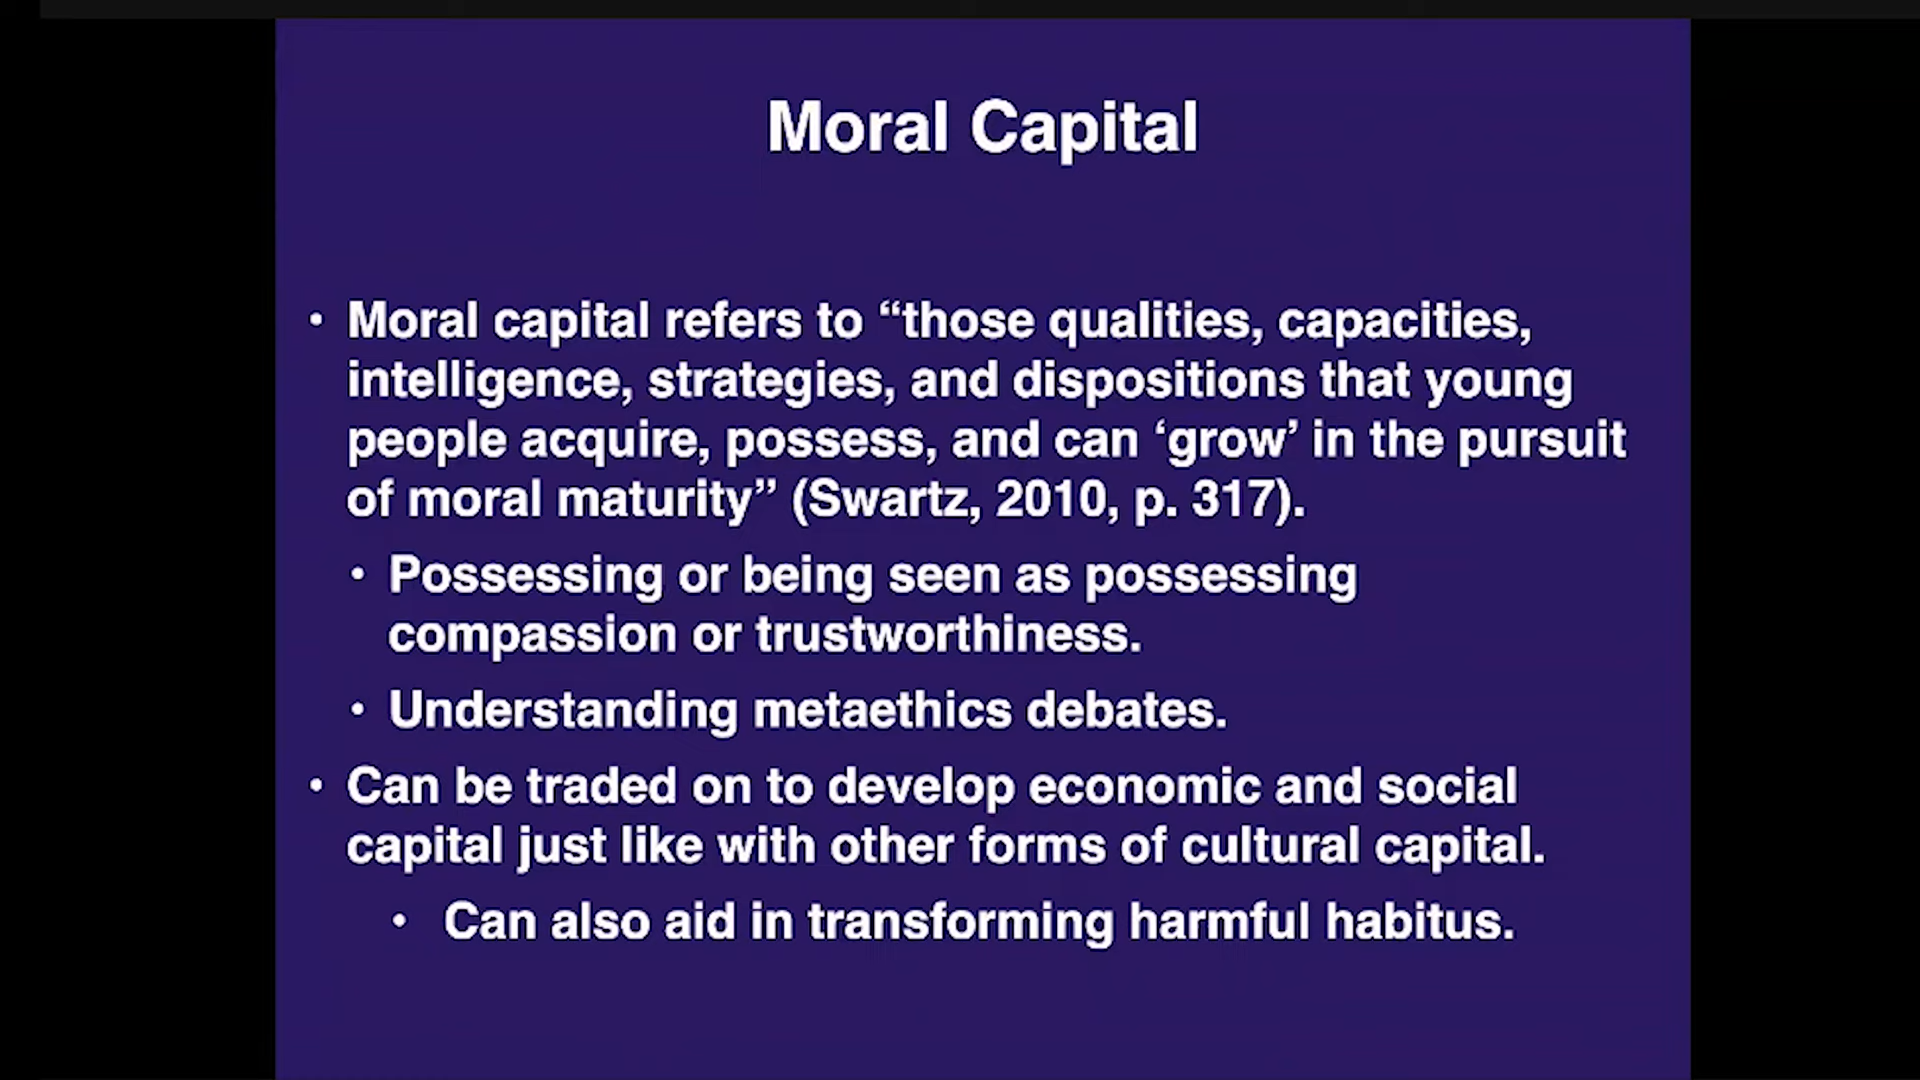 Moral Capital
• Moral capital refers to “those qualities, capacities,
intelligence, strategies, and dispositions that young
people acquire, possess, and can ‘grow’ in the pursuit
of moral maturity” (Swartz, 2010, p. 317).
• Possessing or being seen as possessing
compassion or trustworthiness.
• Understanding metaethics debates.
• Can be traded on to develop economic and social
capital just like with other forms of cultural capital.
• Can also aid in transforming harmful habitus.